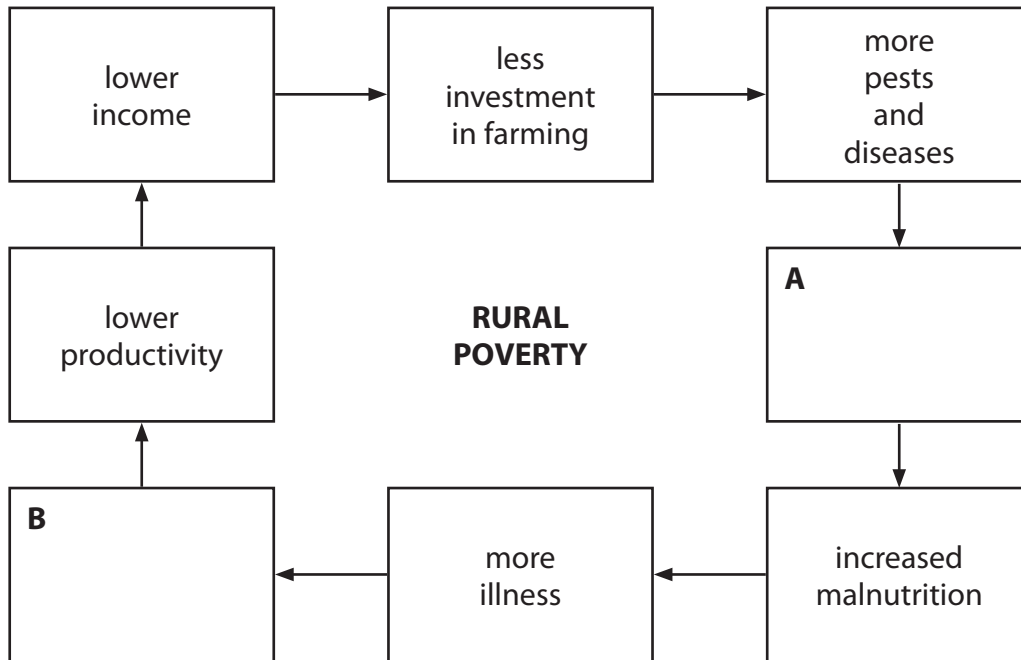 lower
income
less
investment
in farming
more
pests
and
diseases
lower
productivity
RURAL
POVERTY
A
B
more
illness
increased
malnutrition